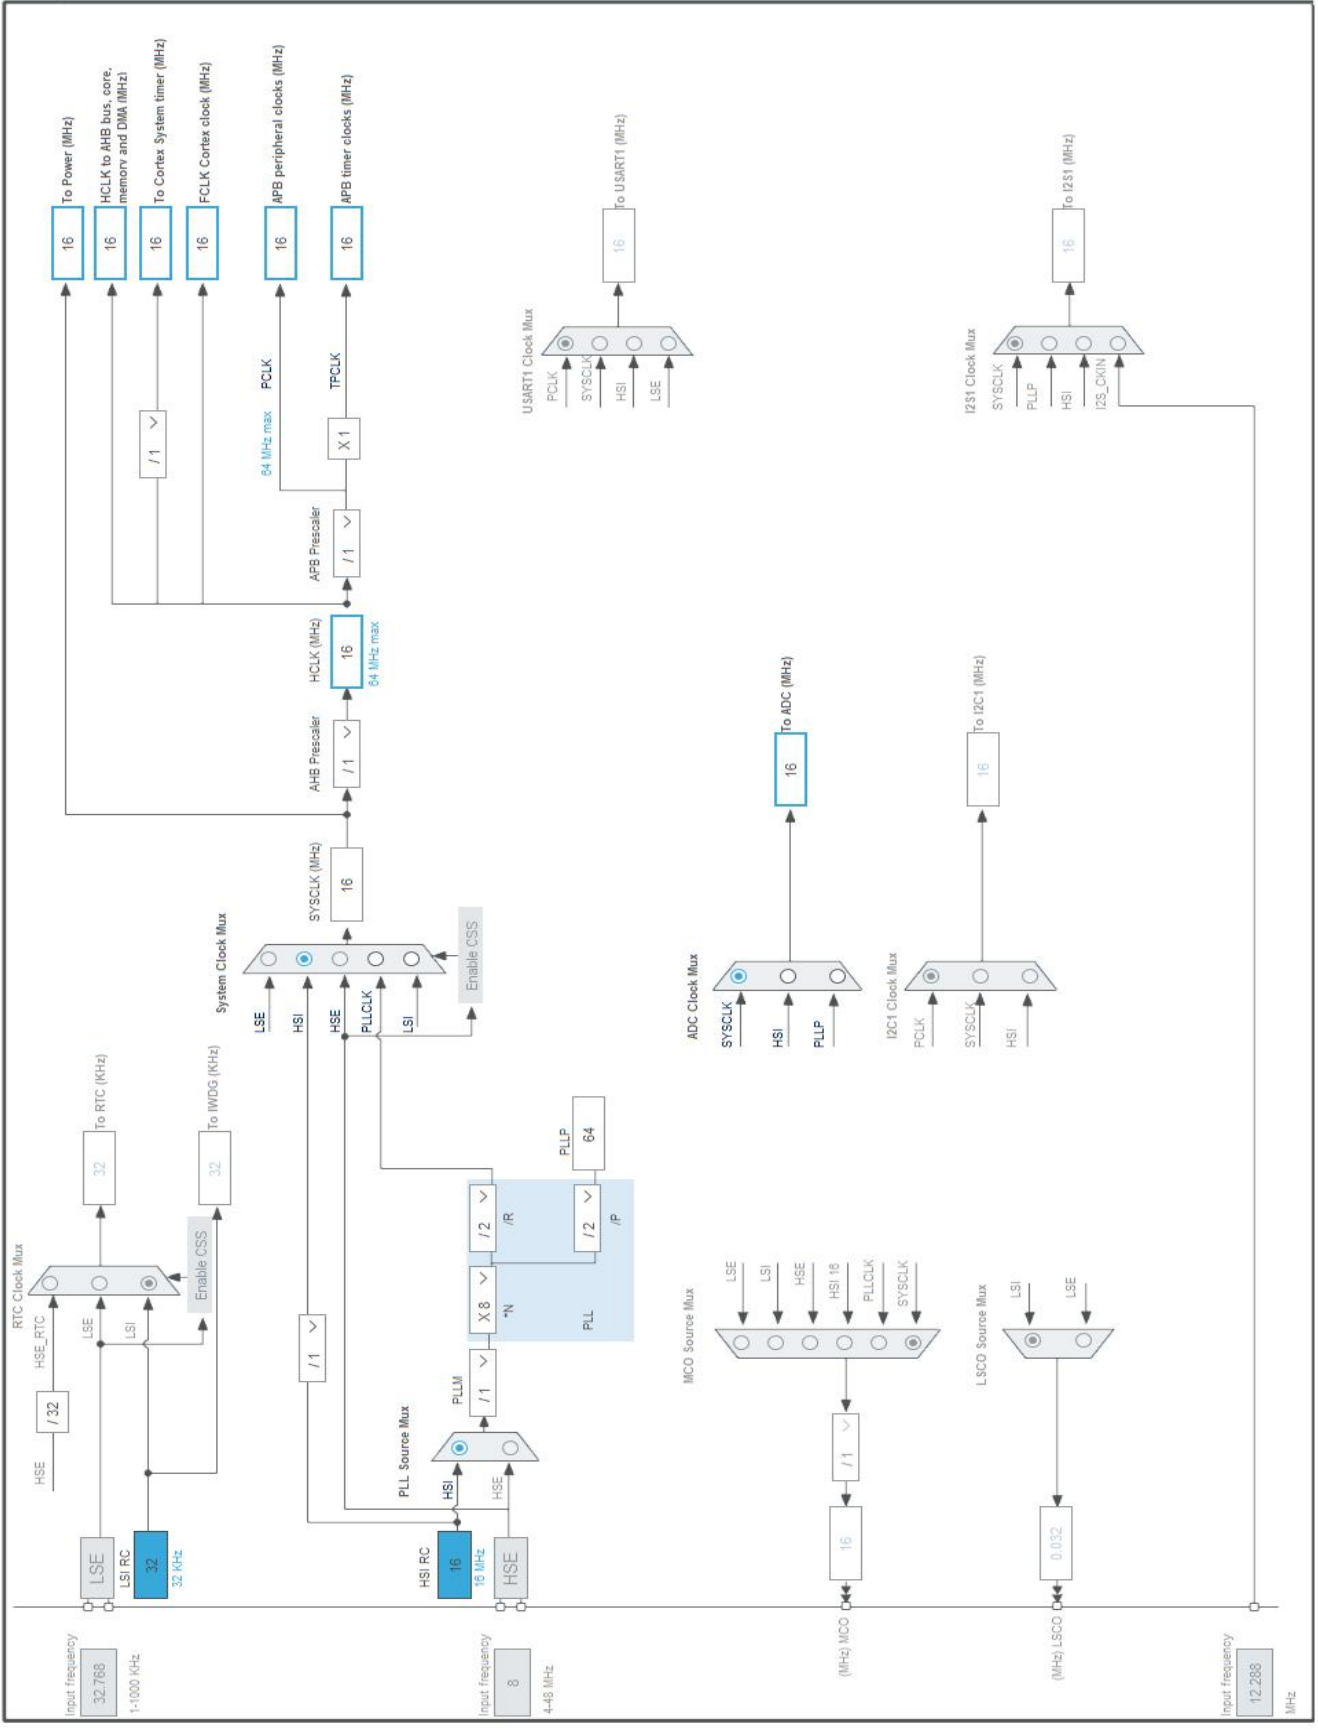 Input frequency
32.768
1-1000 KHz
LSE
LSI RC
32
32 KHz
HSE
/ 32
HSE_RTC
LSE
LSI
RTC Clock Mux
Enable CSS
32
To RTC (KHz)
32
To IWDG (KHz)
Input frequency
8
4-48 MHz
HSI RC
16
16 MHz
HSE
PLL Source Mux
HSI
HSE
PLLM
/ 1
X 8
*N
/ 2
/R
/ 2
/P
PLL
PLLP
64
/ 1
System Clock Mux
LSE
HSI
HSE
PLLCLK
LSI
Enable CSS
SYSCLK (MHz)
16
AHB Prescaler
/ 1
HCLK (MHz)
16
64 MHz max
APB Prescaler
/ 1
X 1
/ 1
64 MHz max
PCLK
TPCLK
16
To Power (MHz)
16
HCLK to AHB bus, core,
memory and DMA (MHz)
16
To Cortex System timer (MHz)
16
FCLK Cortex clock (MHz)
16
APB peripheral clocks (MHz)
16
APB timer clocks (MHz)
USART1 Clock Mux
PCLK
SYSCLK
HSI
LSE
16
To USART1 (MHz)
ADC Clock Mux
SYSCLK
HSI
PLLP
16
To ADC (MHz)
I2C1 Clock Mux
PCLK
SYSCLK
HSI
16
To I2C1 (MHz)
I2S1 Clock Mux
SYSCLK
PLLP
HSI
I2S_CKIN
16
To I2S1 (MHz)
MCO Source Mux
LSE
LSI
HSE
HSI 16
PLLCLK
SYSCLK
/ 1
16
(MHz) MCO
LSCO Source Mux
LSI
LSE
0.032
(MHz) LSCO
Input frequency
12.288
MHz